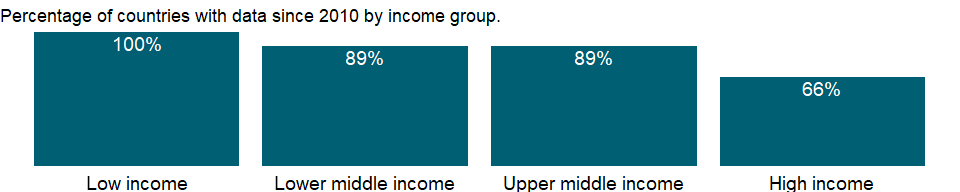 Percentage of countries with data since 2010 by income group.
100%
89%
89%
66%
Low income
Lower middle income
Upper middle income
High income